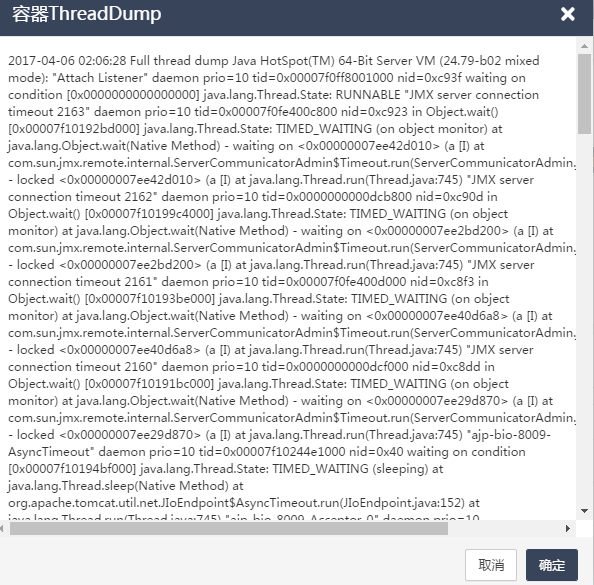 容器ThreadDump
2017-04-06 02:06:28 Full thread dump Java HotSpot(TM) 64-Bit Server VM (24.79-b02 mixed
mode): "Attach Listener" daemon prio=10 tid=0x00007f0ff8001000 nid=0xc93f waiting on
condition [0x0000000000000000] java.lang.Thread.State: RUNNABLE "JMX server connection
timeout 2163" daemon prio=10 tid=0x00007f0fe400c800 nid=0xc923 in Object.wait()
[0x00007f10192bd000] java.lang.Thread.State: TIMED_WAITING (on object monitor) at
java.lang.Object.wait(Native Method) - waiting on <0x00000007ee42d010> (a [I) at
com.sun.jmx.remote.internal.ServerCommunicatorAdmin$Timeout.run(ServerCommunicatorAdmin.
- locked <0x00000007ee42d010> (a [I) at java.lang.Thread.run(Thread.java:745) "JMX server
connection timeout 2162" daemon prio=10 tid=0x0000000000dcb800 nid=0xc90d in
Object.wait() [0x00007f10199c4000] java.lang.Thread.State: TIMED_WAITING (on object
monitor) at java.lang.Object.wait(Native Method) - waiting on <0x00000007ee2bd200> (a [I) at
com.sun.jmx.remote.internal.ServerCommunicatorAdmin$Timeout.run(ServerCommunicatorAdmin.
- locked <0x00000007ee2bd200> (a [I) at java.lang.Thread.run(Thread.java:745) "JMX server
connection timeout 2161" daemon prio=10 tid=0x00007f0fe400d000 nid=0xc8f3 in
Object.wait() [0x00007f10193be000] java.lang.Thread.State: TIMED_WAITING (on object
monitor) at java.lang.Object.wait(Native Method) - waiting on <0x00000007ee40d6a8> (a [I) at
com.sun.jmx.remote.internal.ServerCommunicatorAdmin$Timeout.run(ServerCommunicatorAdmin.
- locked <0x00000007ee40d6a8> (a [I) at java.lang.Thread.run(Thread.java:745) "JMX server
connection timeout 2160" daemon prio=10 tid=0x0000000000dcf000 nid=0xc8dd in
Object.wait() [0x00007f10191bc000] java.lang.Thread.State: TIMED_WAITING (on object
monitor) at java.lang.Object.wait(Native Method) - waiting on <0x00000007ee29d870> (a [I) at
com.sun.jmx.remote.internal.ServerCommunicatorAdmin$Timeout.run(ServerCommunicatorAdmin.
- locked <0x00000007ee29d870> (a [I) at java.lang.Thread.run(Thread.java:745) "ajp-bio-8009-
AsyncTimeout" daemon prio=10 tid=0x00007f10244e1000 nid=0x40 waiting on condition
[0x00007f10194bf000] java.lang.Thread.State: TIMED_WAITING (sleeping) at
java.lang.Thread.sleep(Native Method) at
org.apache.tomcat.util.net.JIoEndpoint$AsyncTimeout.run(JIoEndpoint.java:152) at
java.lang.Thread.run(Thread.java:745) "ajp-bio-8009-Acceptor-0" daemon prio=10
取消
确定